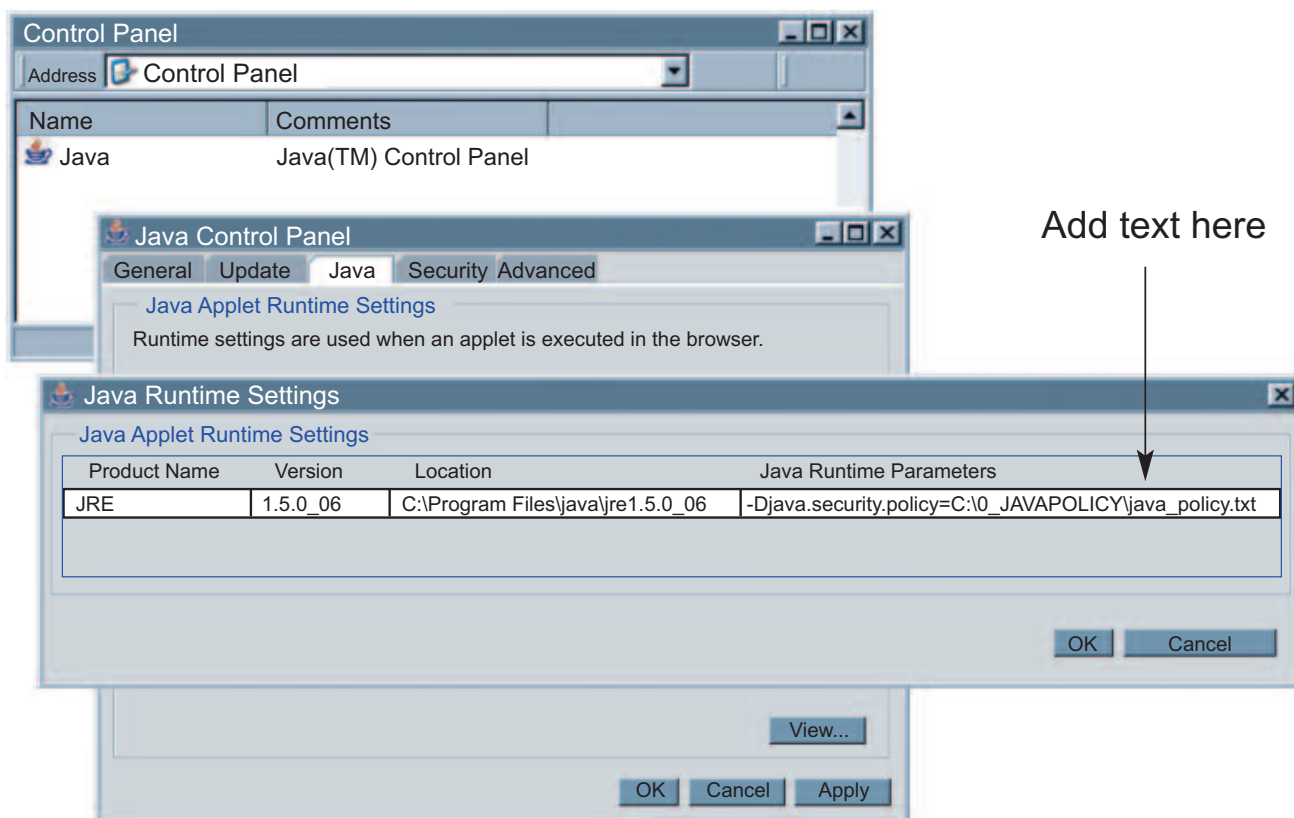 Control Panel
Address Control Panel
Name Comments
Java Java(TM) Control Panel
Add text here
Java Control Panel
General Update Java Security Advanced
Java Applet Runtime Settings
Runtime settings are used when an applet is executed in the browser.
Java Runtime Settings
Java Applet Runtime Settings
Product Name Version Location Java Runtime Parameters
JRE 1.5.0_06 C:\Program Files\java\jre1.5.0_06 -Djava.security.policy=C:\0_JAVAPOLICY\java_policy.txt
OK Cancel
View...
OK Cancel Apply